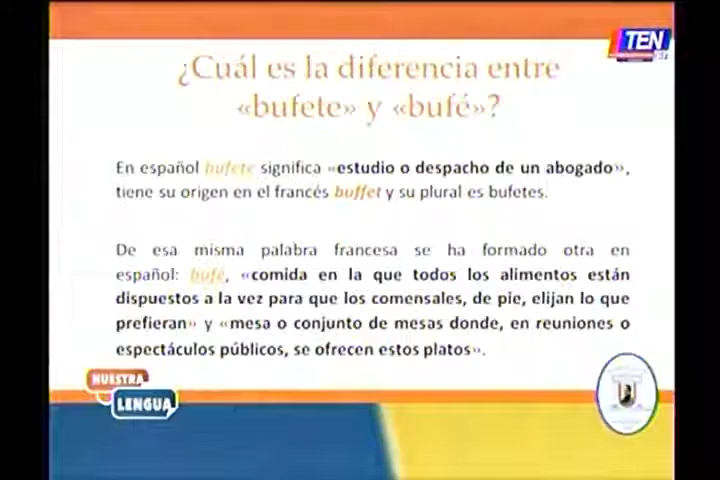 TEN
¿Cuál es la diferencia entre
«bufete» y «bufé»?
En español bufete significa «estudio o despacho de un abogado»,
tiene su origen en el francés buffet y su plural es bufetes.
De esa misma palabra francesa se ha formado otra en
español: bufé, «comida en la que todos los alimentos están
dispuestos a la vez para que los comensales, de pie, elijan lo que
prefieran» y «mesa o conjunto de mesas donde, en reuniones o
espectáculos públicos, se ofrecen estos platos».
NUESTRA
LENGUA